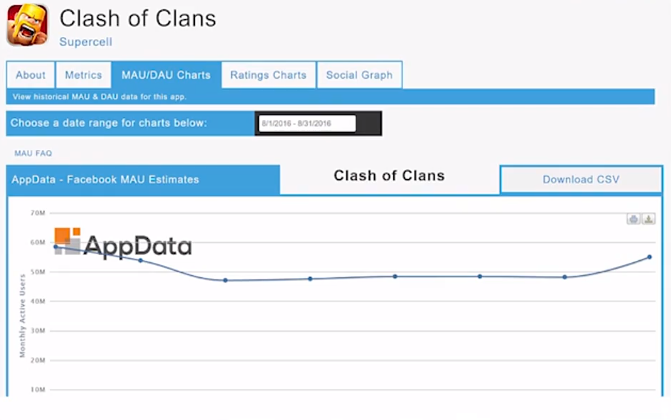 Clash of Clans
Supercell
About Metrics MAU/DAU Charts Ratings Charts Social Graph
View historical MAU & DAU data for this app.
Choose a date range for charts below: 8/1/2016 - 8/31/2016
MAU FAQ
AppData - Facebook MAU Estimates Clash of Clans Download CSV
70M
60M
AppData
50M
40M
30M
20M
10M
Monthly Active Users